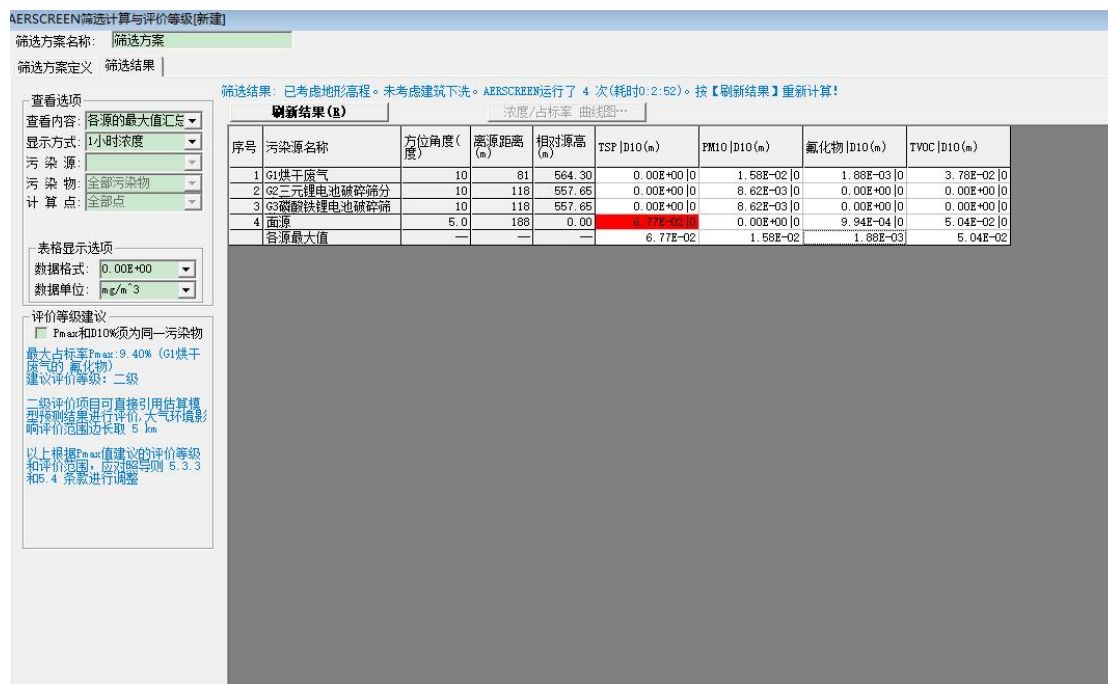 AERSCREEN筛选计算与评价等级[新建]
筛选方案名称: 筛选方案
筛选方案定义 筛选结果
筛选结果: 已考虑地形高程。未考虑建筑下洗。AERSCREEN运行了 4 次(耗时0:2:52)。按【刷新结果】重新计算!
刷新结果(R) 浓度/占标率 曲线图…
查看选项
查看内容: 各源的最大值汇总
显示方式: 1小时浓度
污 染 源:
污 染 物: 全部污染物
计 算 点: 全部点
表格显示选项
数据格式: 0.00E+00
数据单位: mg/m^3
评价等级建议
Pmax和D10%须为同一污染物
最大占标率Pmax:9.40% (G1烘干
废气的 氟化物)
建议评价等级: 二级
二级评价项目可直接引用估算模
型预测结果进行评价,大气环境影
响评价范围边长取 5 km
以上根据Pmax值建议的评价等级
和评价范围, 应对照导则 5.3.3
和5.4 条款进行调整
序号 污染源名称 方位角度(度) 离源距离(m) 相对源高(m) TSP|D10(m) PM10|D10(m) 氟化物|D10(m) TVOC|D10(m)
1 G1烘干废气 10 81 564.30 0.00E+00|0 1.58E-02|0 1.88E-03|0 3.78E-02|0
2 G2三元锂电池破碎筛分 10 118 557.65 0.00E+00|0 8.62E-03|0 0.00E+00|0 0.00E+00|0
3 G3磷酸铁锂电池破碎筛 10 118 557.65 0.00E+00|0 8.62E-03|0 0.00E+00|0 0.00E+00|0
4 面源 5.0 188 0.00 6.77E-02|0 0.00E+00|0 9.94E-04|0 5.04E-02|0
各源最大值 — — — 6.77E-02 1.58E-02 1.88E-03 5.04E-02